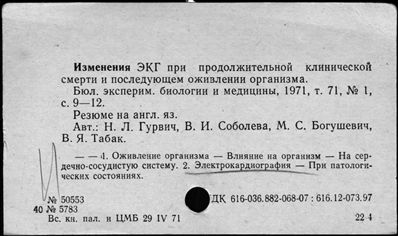 Изменения ЭКГ при продолжительной клинической
смерти и последующем оживлении организма.
Бюл. эксперим. биологии и медицины, 1971, т. 71, № 1,
с. 9—12.
Резюме на англ. яз.
Авт.: Н. Л. Гурвич, В. И. Соболева, М. С. Богушевич,
В. Я. Табак.
— — 1. Оживление организма — Влияние на организм — На сер-
дечно-сосудистую систему. 2. Электрокардиография — При патологи-
ческих состояниях.
№ 50553
УДК 616-036.882-068-07 : 616.12-073.97
40 № 5783
Вс. кн. пал. и ЦМБ 29 IV 71
22 4